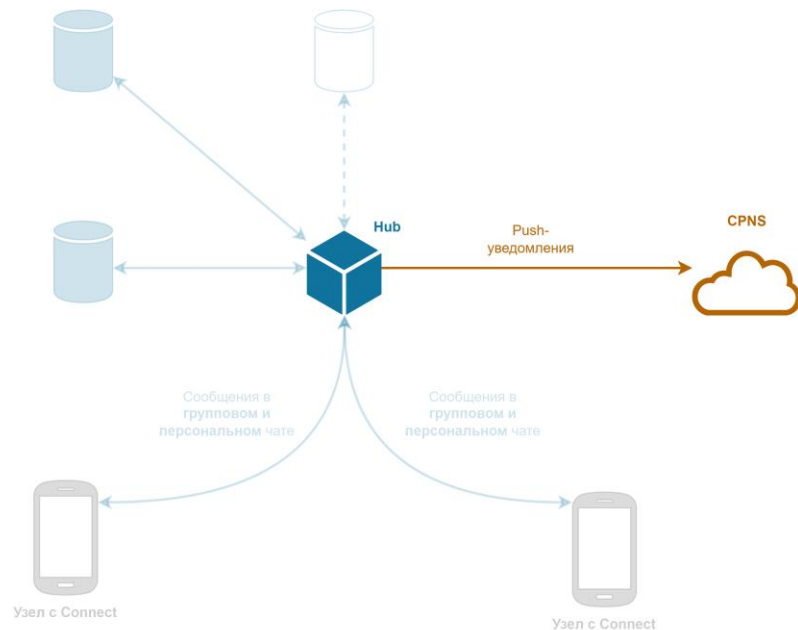 Hub
CPNS
Push-
уведомления
Сообщения в
групповом и
персональном чате
Сообщения в
групповом и
персональном чате
Узел с Connect
Узел с Connect